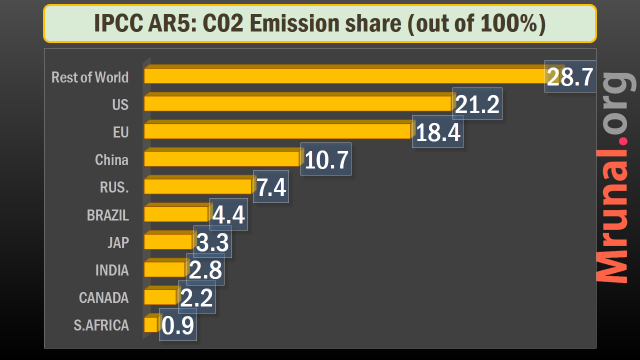 IPCC AR5: CO2 Emission share (out of 100%)
Rest of World 28.7
US 21.2
EU 18.4
China 10.7
RUS. 7.4
BRAZIL 4.4
JAP 3.3
INDIA 2.8
CANADA 2.2
S.AFRICA 0.9
Mrunal.org